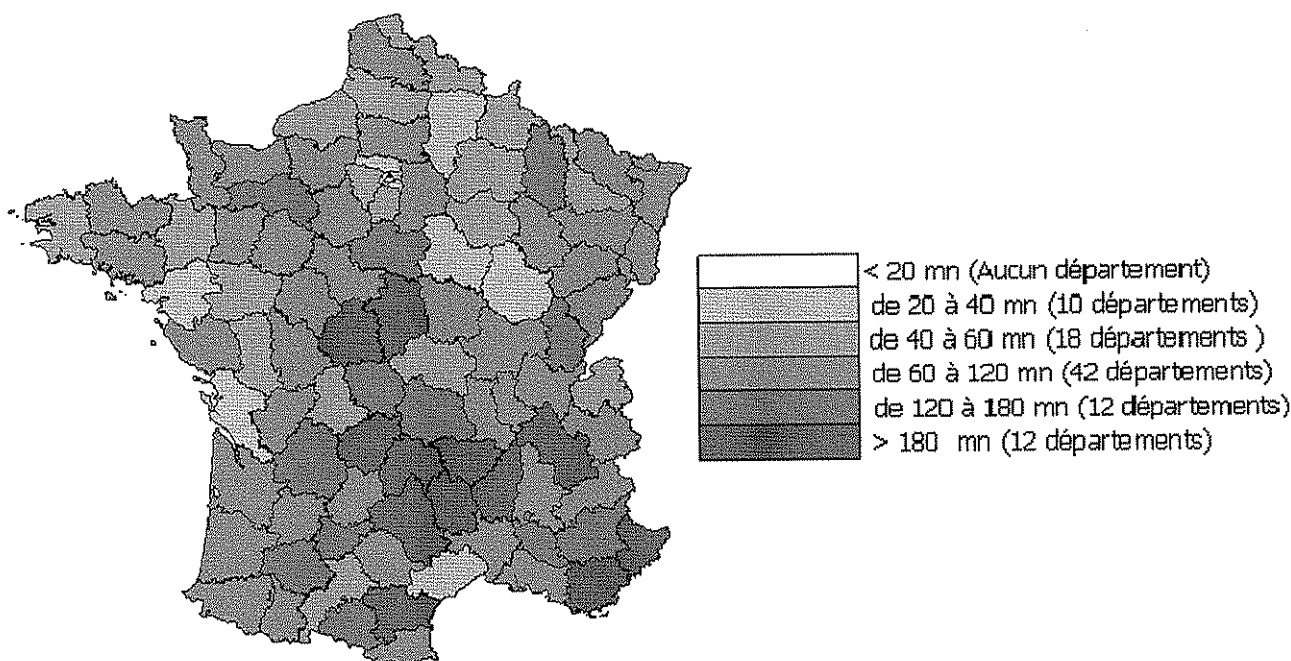 < 20 mn (Aucun département)
de 20 à 40 mn (10 départements)
de 40 à 60 mn (18 départements )
de 60 à 120 mn (42 départements)
de 120 à 180 mn (12 départements)
> 180 mn (12 départements)